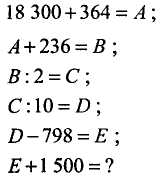 18 300+364 = A ;
A+236 = B ;
B : 2 = C ;
C : 10 = D ;
D−798 = E ;
E+1 500 = ?